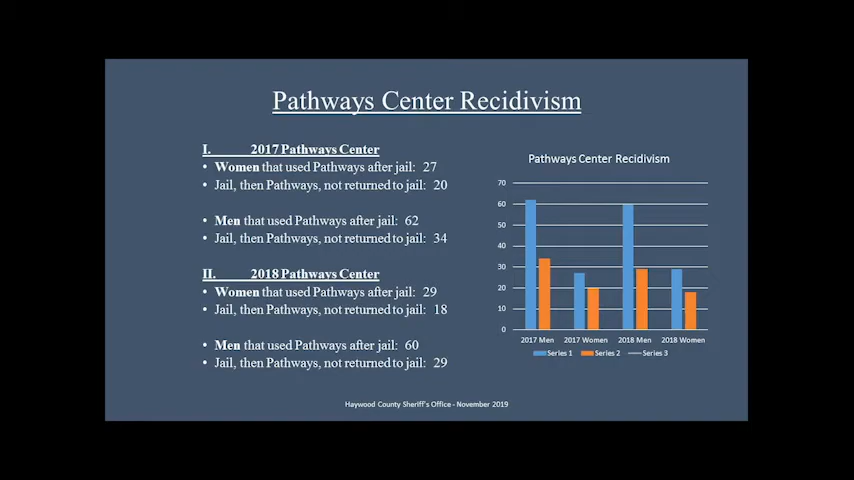 Pathways Center Recidivism
I. 2017 Pathways Center
• Women that used Pathways after jail: 27
• Jail, then Pathways, not returned to jail: 20
• Men that used Pathways after jail: 62
• Jail, then Pathways, not returned to jail: 34
II. 2018 Pathways Center
• Women that used Pathways after jail: 29
• Jail, then Pathways, not returned to jail: 18
• Men that used Pathways after jail: 60
• Jail, then Pathways, not returned to jail: 29
Pathways Center Recidivism
70
60
50
40
30
20
10
0
2017 Men 2017 Women 2018 Men 2018 Women
Series 1 Series 2 Series 3
Haywood County Sheriff's Office - November 2019